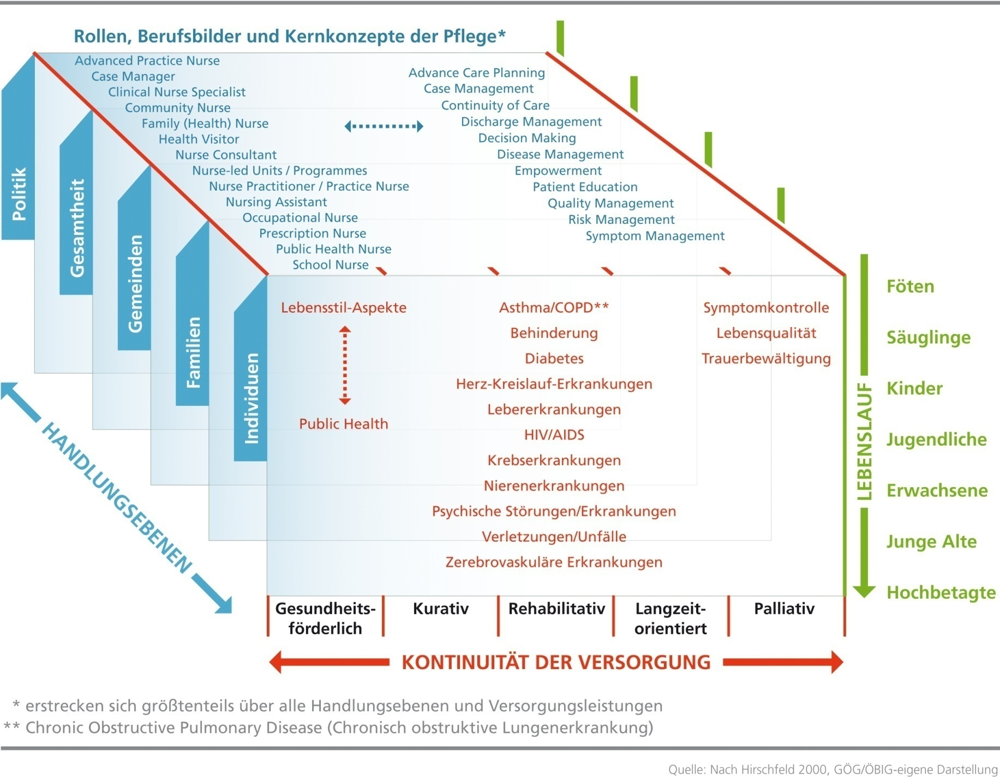 Rollen, Berufsbilder und Kernkonzepte der Pflege*
Advanced Practice Nurse
Case Manager
Clinical Nurse Specialist
Community Nurse
Family (Health) Nurse
Health Visitor
Nurse Consultant
Nurse-led Units / Programmes
Nurse Practitioner / Practice Nurse
Nursing Assistant
Occupational Nurse
Prescription Nurse
Public Health Nurse
School Nurse
Advance Care Planning
Case Management
Continuity of Care
Discharge Management
Decision Making
Disease Management
Empowerment
Patient Education
Quality Management
Risk Management
Symptom Management
Politik
Gesamtheit
Gemeinden
Familien
Individuen
HANDLUNGSEBENEN
Lebensstil-Aspekte
Public Health
Asthma/COPD**
Behinderung
Diabetes
Herz-Kreislauf-Erkrankungen
Lebererkrankungen
HIV/AIDS
Krebserkrankungen
Nierenerkrankungen
Psychische Störungen/Erkrankungen
Verletzungen/Unfälle
Zerebrovaskuläre Erkrankungen
Symptomkontrolle
Lebensqualität
Trauerbewältigung
LEBENSLAUF
Föten
Säuglinge
Kinder
Jugendliche
Erwachsene
Junge Alte
Hochbetagte
Gesundheits-
förderlich
Kurativ
Rehabilitativ
Langzeit-
orientiert
Palliativ
KONTINUITÄT DER VERSORGUNG
* erstrecken sich größtenteils über alle Handlungsebenen und Versorgungsleistungen
** Chronic Obstructive Pulmonary Disease (Chronisch obstruktive Lungenerkrankung)
Quelle: Nach Hirschfeld 2000, GÖG/ÖBIG-eigene Darstellung